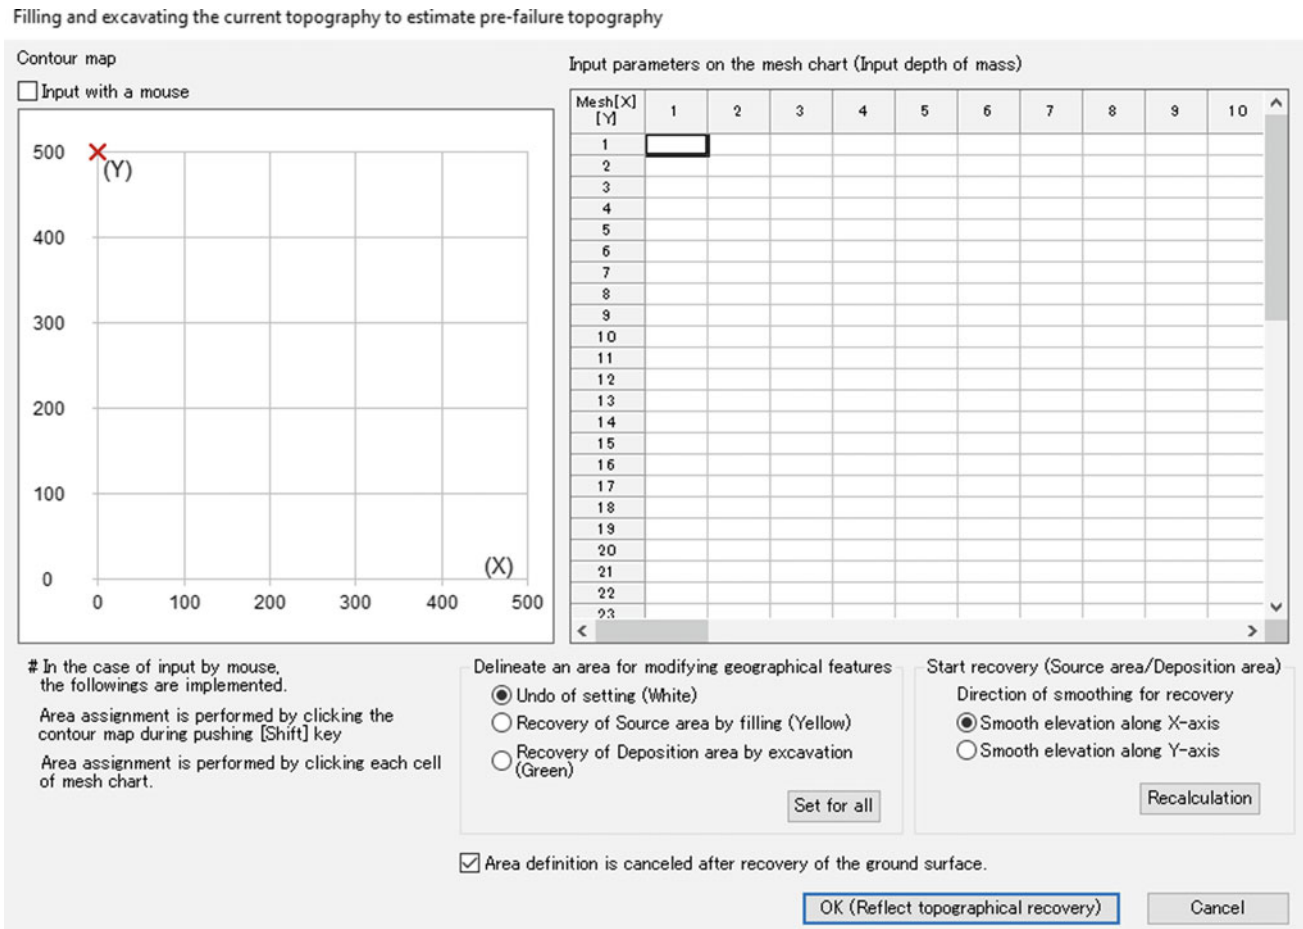 Filling and excavating the current topography to estimate pre-failure topography
Contour map
Input with a mouse
500
(Y)
400
300
200
100
0
(X)
0 100 200 300 400 500
Input parameters on the mesh chart (Input depth of mass)
Mesh[X] 1 2 3 4 5 6 7 8 9 10
[Y]
1
2
3
4
5
6
7
8
9
10
11
12
13
14
15
16
17
18
19
20
21
22
23
# In the case of input by mouse,
the followings are implemented.
Area assignment is performed by clicking the
contour map during pushing [Shift] key
Area assignment is performed by clicking each cell
of mesh chart.
Delineate an area for modifying geographical features
Undo of setting (White)
Recovery of Source area by filling (Yellow)
Recovery of Deposition area by excavation
(Green)
Set for all
Start recovery (Source area/Deposition area)
Direction of smoothing for recovery
Smooth elevation along X-axis
Smooth elevation along Y-axis
Recalculation
Area definition is canceled after recovery of the ground surface.
OK (Reflect topographical recovery)
Cancel